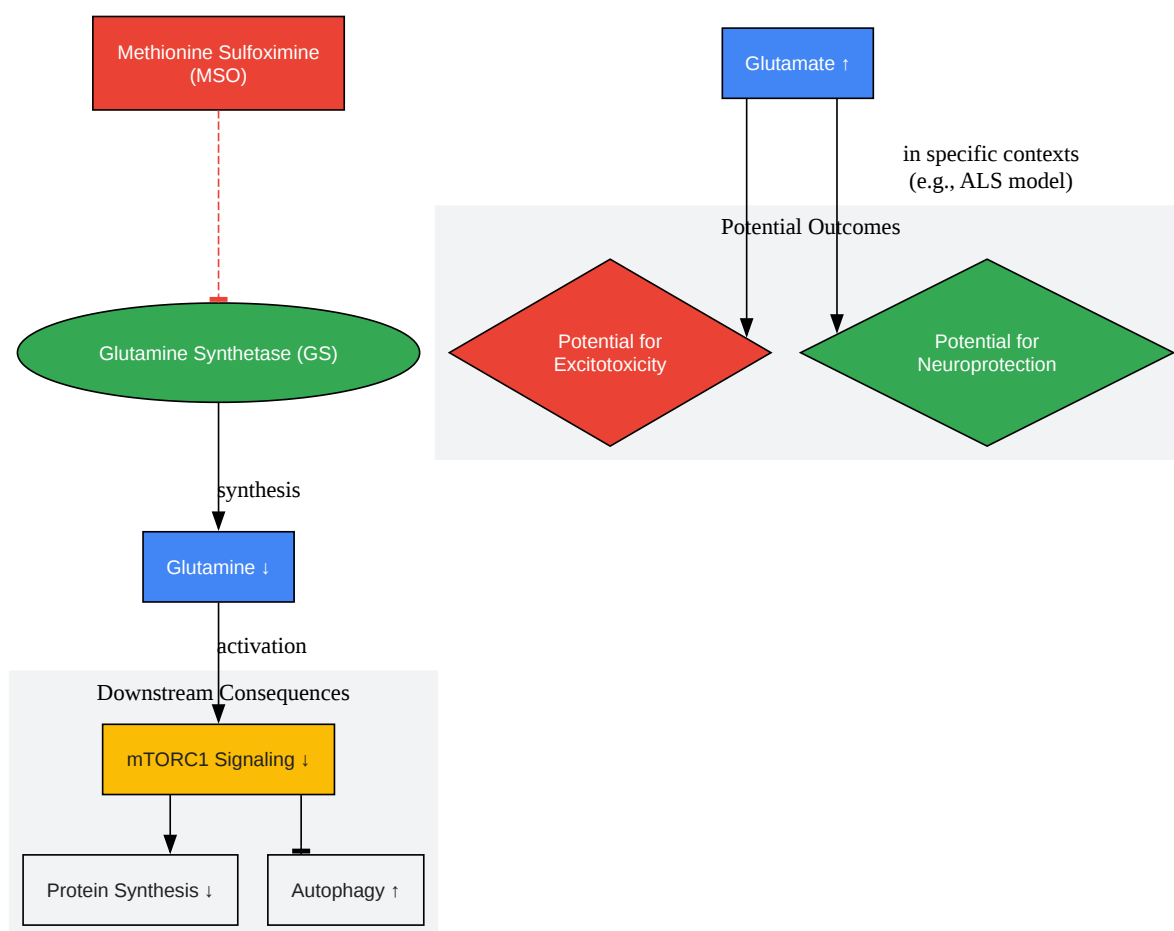 Methionine Sulfoximine
(MSO)
Glutamate ↑
in specific contexts
(e.g., ALS model)
Potential Outcomes
Glutamine Synthetase (GS)
Potential for
Excitotoxicity
Potential for
Neuroprotection
synthesis
Glutamine ↓
activation
Downstream Consequences
mTORC1 Signaling ↓
Protein Synthesis ↓
Autophagy ↑